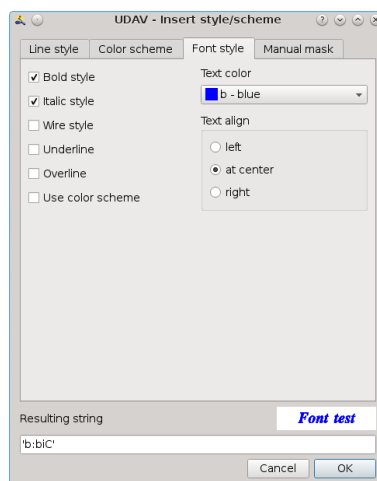 UDAV - Insert style/scheme
Line style Color scheme Font style Manual mask
Bold style
Italic style
Wire style
Underline
Overline
Use color scheme
Text color
b - blue
Text align
left
at center
right
Resulting string
Font test
'b:biC'
Cancel OK